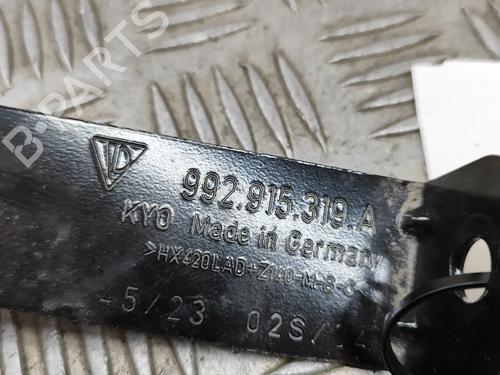 B-PARTS
992.915.319.A
KYO Made in Germany
>HX420LAD+Z140-M-B-
45/23 02S/